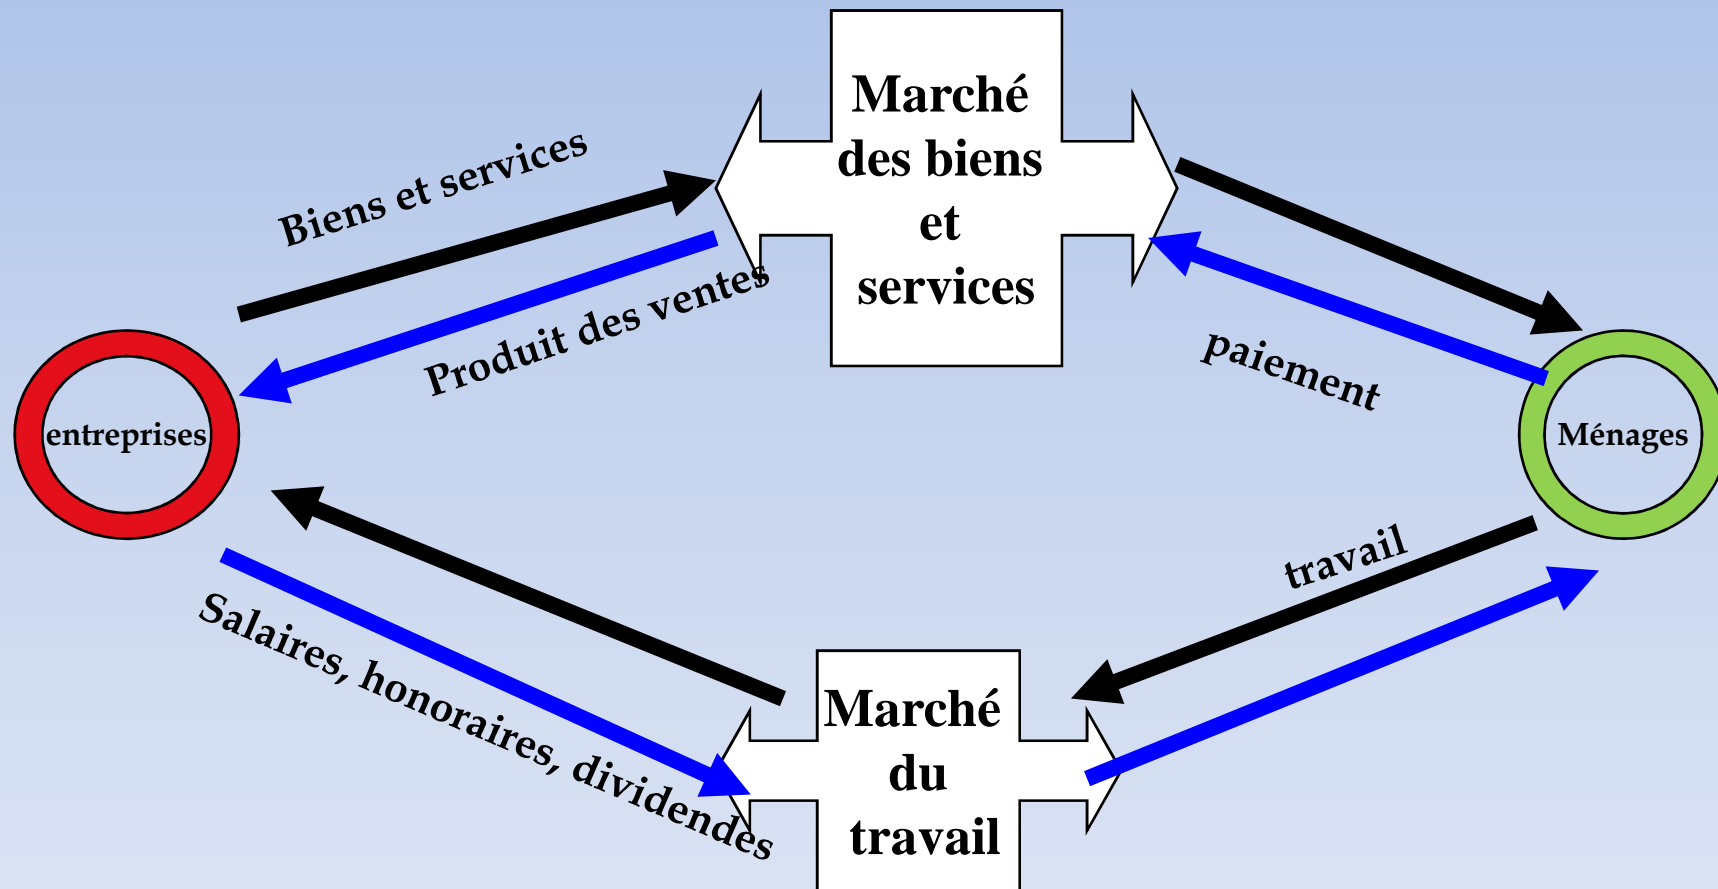 Marché
des biens
et
services
Biens et services
Produit des ventes
paiement
entreprises
Ménages
travail
Salaires, honoraires, dividendes
Marché
du
travail